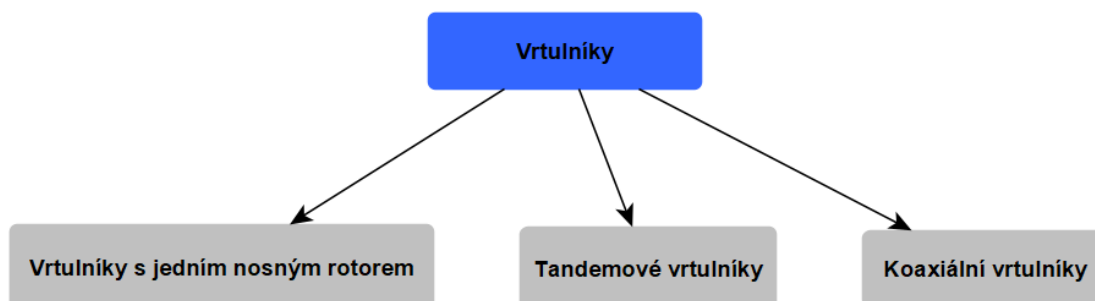 Vrtulníky
Vrtulníky s jedním nosným rotorem
Tandemové vrtulníky
Koaxiální vrtulníky